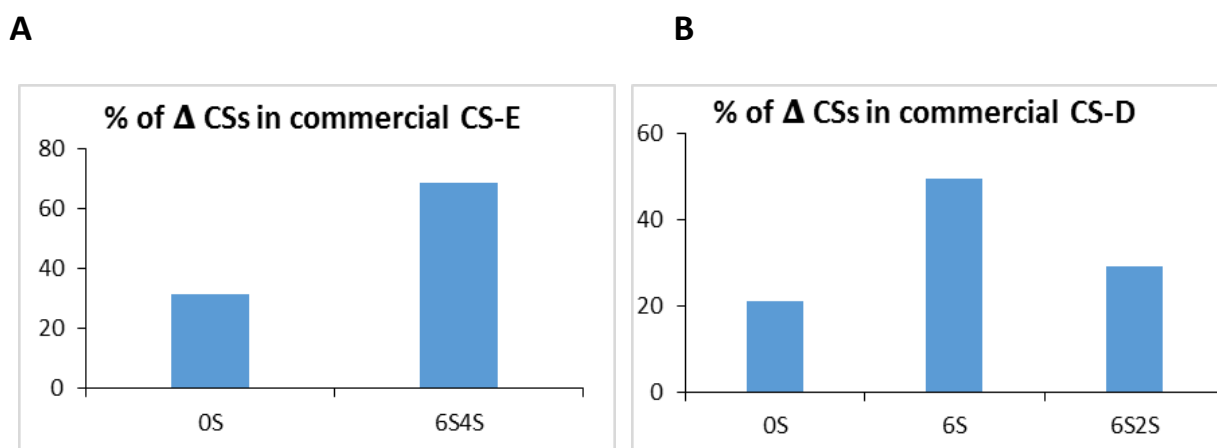 A
B
% of Δ CSs in commercial CS-E
80
60
40
20
0
0S
6S4S
% of Δ CSs in commercial CS-D
60
40
20
0
0S
6S
6S2S